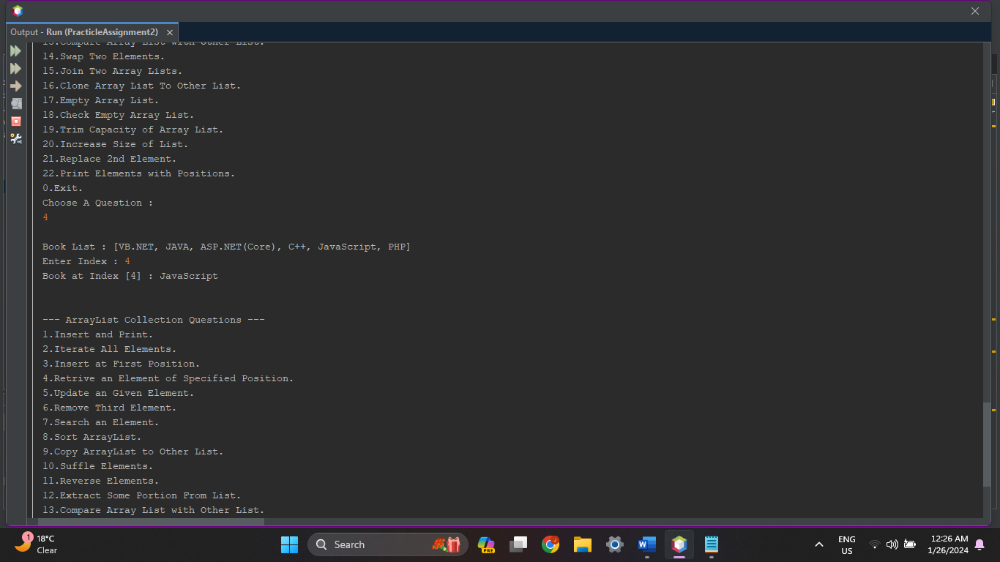 Output - Run (PracticleAssignment2)
13.Compare Array List with Other List.
14.Swap Two Elements.
15.Join Two Array Lists.
16.Clone Array List To Other List.
17.Empty Array List.
18.Check Empty Array List.
19.Trim Capacity of Array List.
20.Increase Size of List.
21.Replace 2nd Element.
22.Print Elements with Positions.
0.Exit.
Choose A Question :
4
Book List : [VB.NET, JAVA, ASP.NET(Core), C++, JavaScript, PHP]
Enter Index : 4
Book at Index [4] : JavaScript
--- ArrayList Collection Questions ---
1.Insert and Print.
2.Iterate All Elements.
3.Insert at First Position.
4.Retrive an Element of Specified Position.
5.Update an Given Element.
6.Remove Third Element.
7.Search an Element.
8.Sort ArrayList.
9.Copy ArrayList to Other List.
10.Suffle Elements.
11.Reverse Elements.
12.Extract Some Portion From List.
13.Compare Array List with Other List.
1
18°C
Clear
Search
PRE
W
ENG
US
12:26 AM
1/26/2024